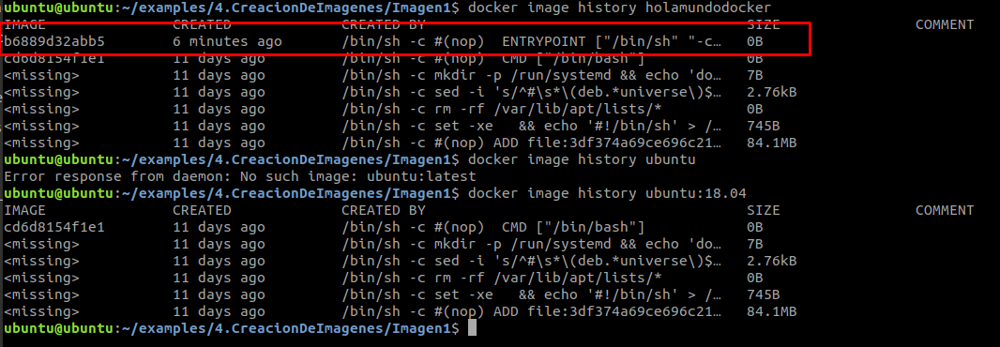 ubuntu@ubuntu:~/examples/4.CreacionDeImagenes/Imagen1$ docker image history holamundodocker
IMAGE CREATED CREATED BY SIZE COMMENT
b6889d32abb5 6 minutes ago /bin/sh -c #(nop) ENTRYPOINT ["/bin/sh" "-c… 0B
cd6d8154f1e1 11 days ago /bin/sh -c #(nop) CMD ["/bin/bash"] 0B
<missing> 11 days ago /bin/sh -c mkdir -p /run/systemd && echo 'do… 7B
<missing> 11 days ago /bin/sh -c sed -i 's/^#\s*\(deb.*universe\)$… 2.76kB
<missing> 11 days ago /bin/sh -c rm -rf /var/lib/apt/lists/* 0B
<missing> 11 days ago /bin/sh -c set -xe && echo '#!/bin/sh' > /… 745B
<missing> 11 days ago /bin/sh -c #(nop) ADD file:3df374a69ce696c21… 84.1MB
ubuntu@ubuntu:~/examples/4.CreacionDeImagenes/Imagen1$ docker image history ubuntu
Error response from daemon: No such image: ubuntu:latest
ubuntu@ubuntu:~/examples/4.CreacionDeImagenes/Imagen1$ docker image history ubuntu:18.04
IMAGE CREATED CREATED BY SIZE COMMENT
cd6d8154f1e1 11 days ago /bin/sh -c #(nop) CMD ["/bin/bash"] 0B
<missing> 11 days ago /bin/sh -c mkdir -p /run/systemd && echo 'do… 7B
<missing> 11 days ago /bin/sh -c sed -i 's/^#\s*\(deb.*universe\)$… 2.76kB
<missing> 11 days ago /bin/sh -c rm -rf /var/lib/apt/lists/* 0B
<missing> 11 days ago /bin/sh -c set -xe && echo '#!/bin/sh' > /… 745B
<missing> 11 days ago /bin/sh -c #(nop) ADD file:3df374a69ce696c21… 84.1MB
ubuntu@ubuntu:~/examples/4.CreacionDeImagenes/Imagen1$